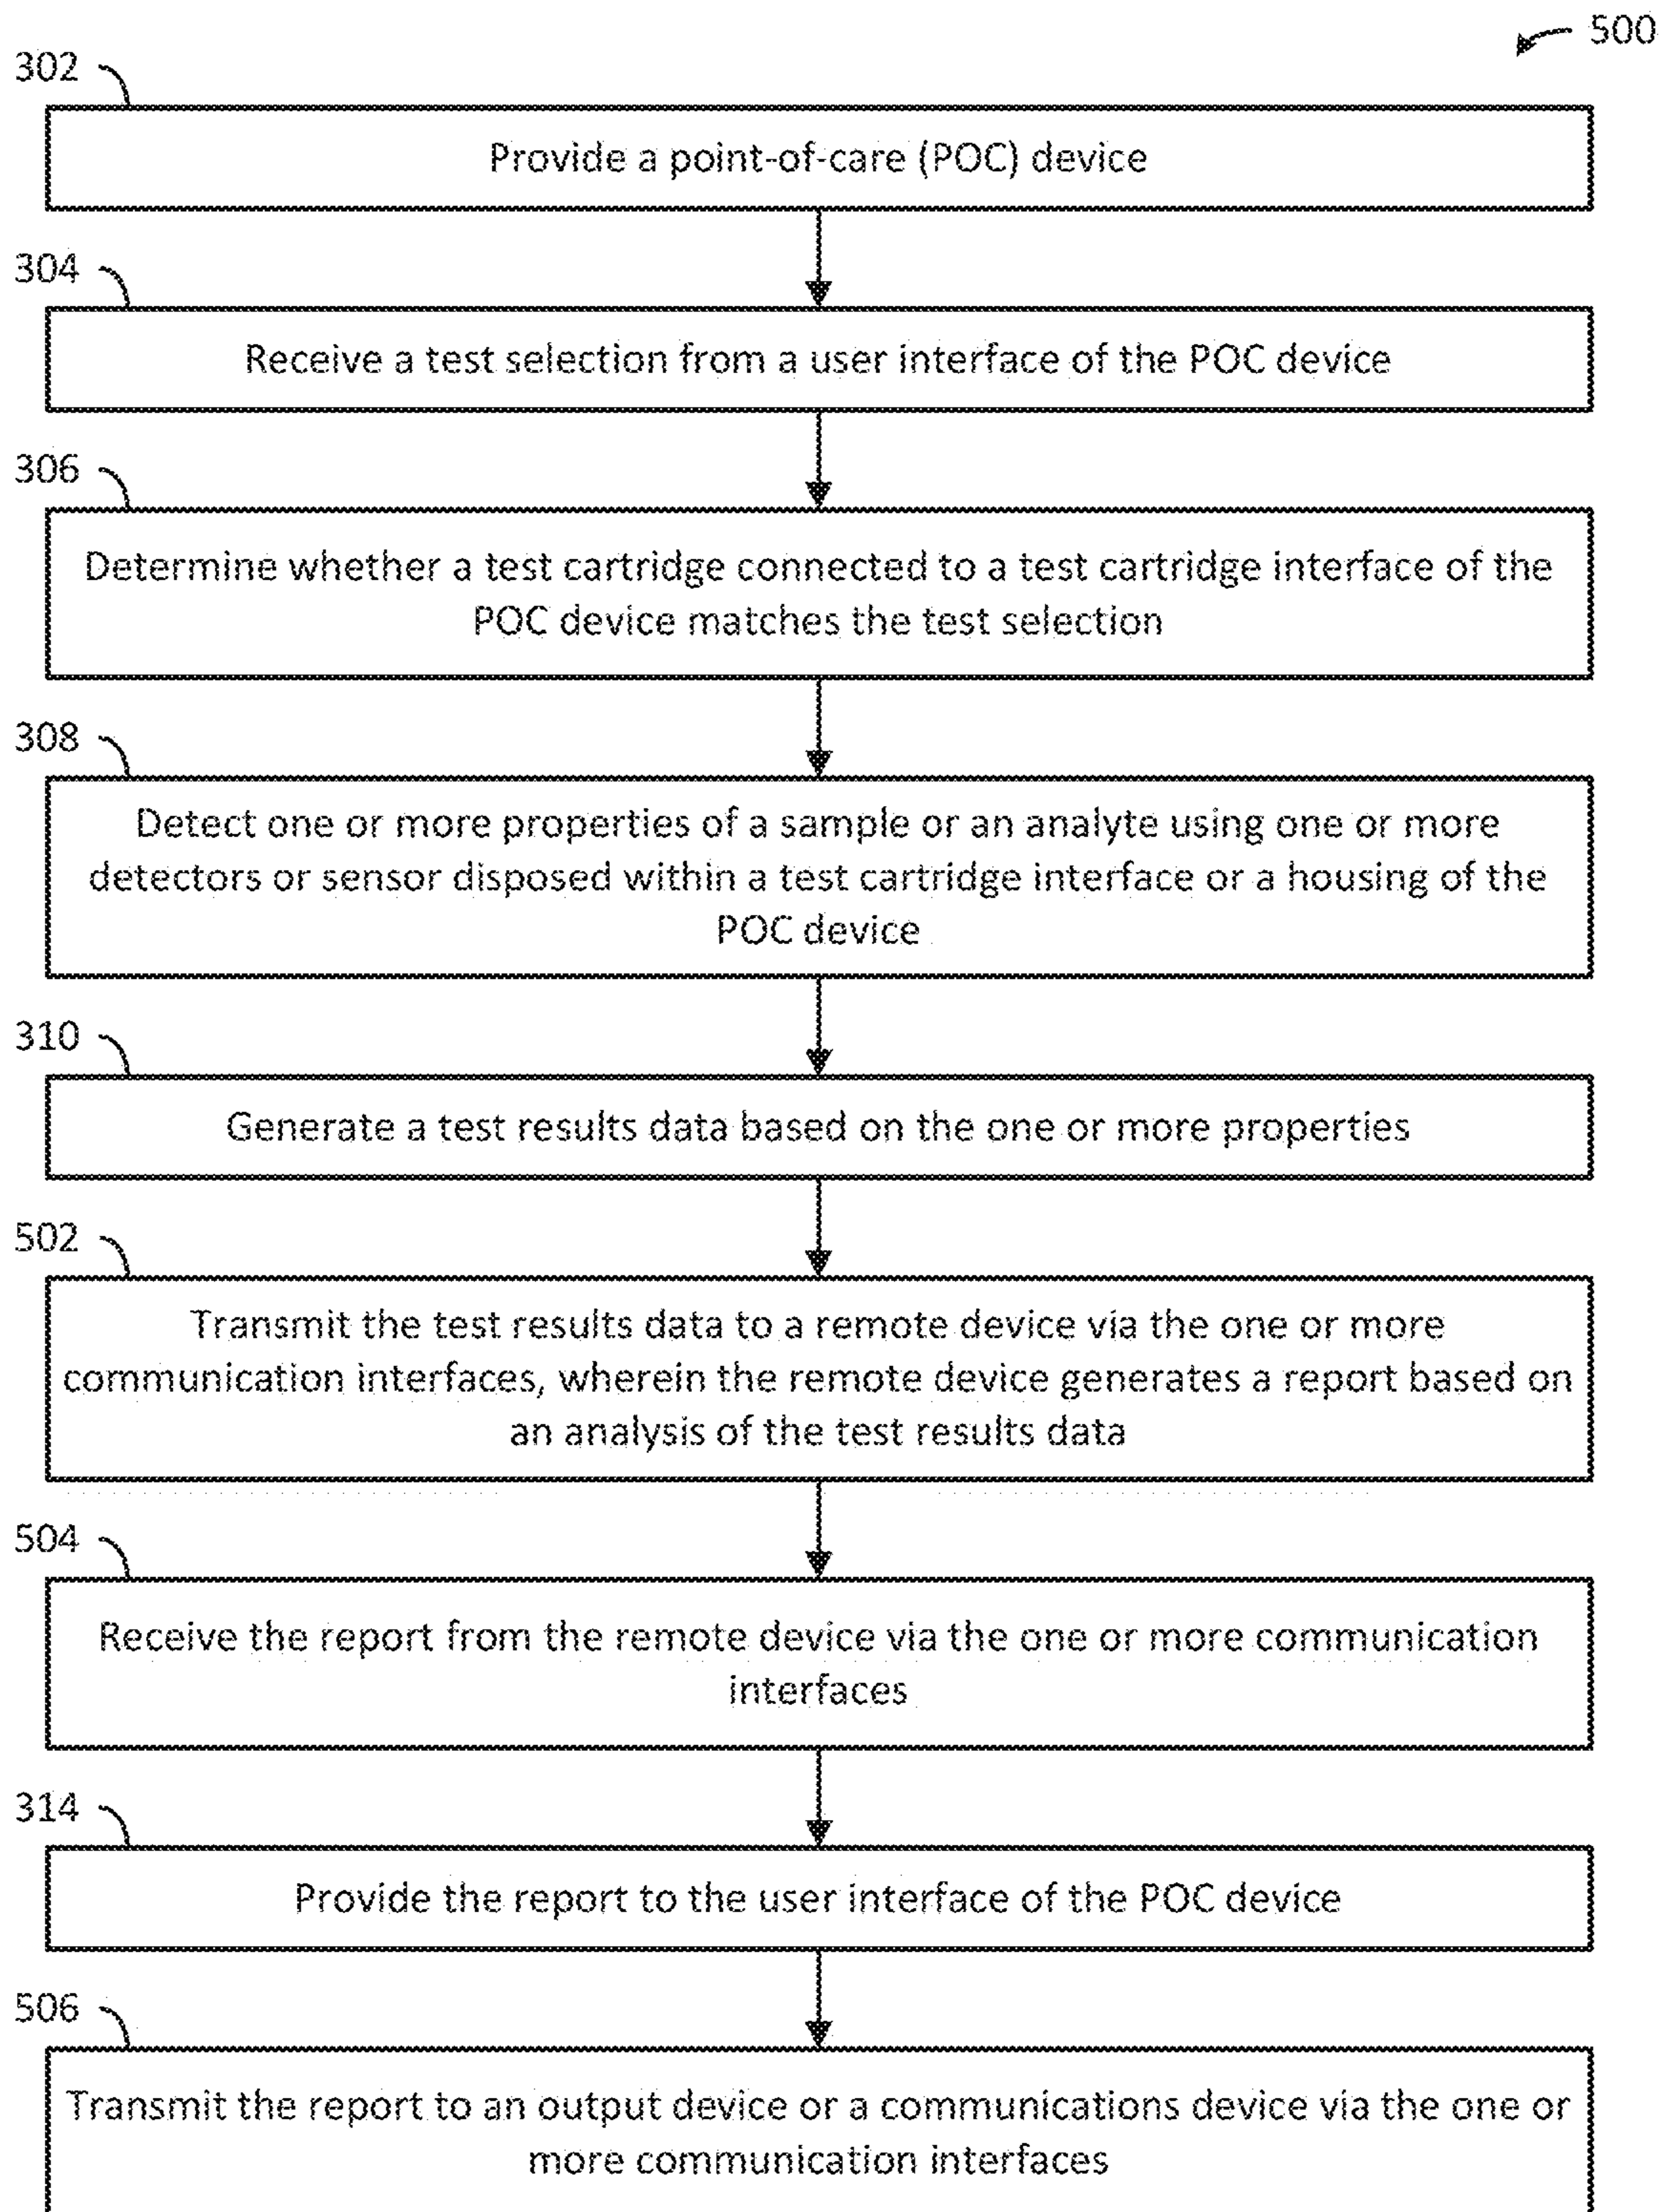 500
302
Provide a point-of-care (POC) device
304
Receive a test selection from a user interface of the POC device
306
Determine whether a test cartridge connected to a test cartridge interface of the
POC device matches the test selection
308
Detect one or more properties of a sample or an analyte using one or more
detectors or sensor disposed within a test cartridge interface or a housing of the
POC device
310
Generate a test results data based on the one or more properties
502
Transmit the test results data to a remote device via the one or more
communication interfaces, wherein the remote device generates a report based on
an analysis of the test results data
504
Receive the report from the remote device via the one or more communication
interfaces
314
Provide the report to the user interface of the POC device
506
Transmit the report to an output device or a communications device via the one or
more communication interfaces